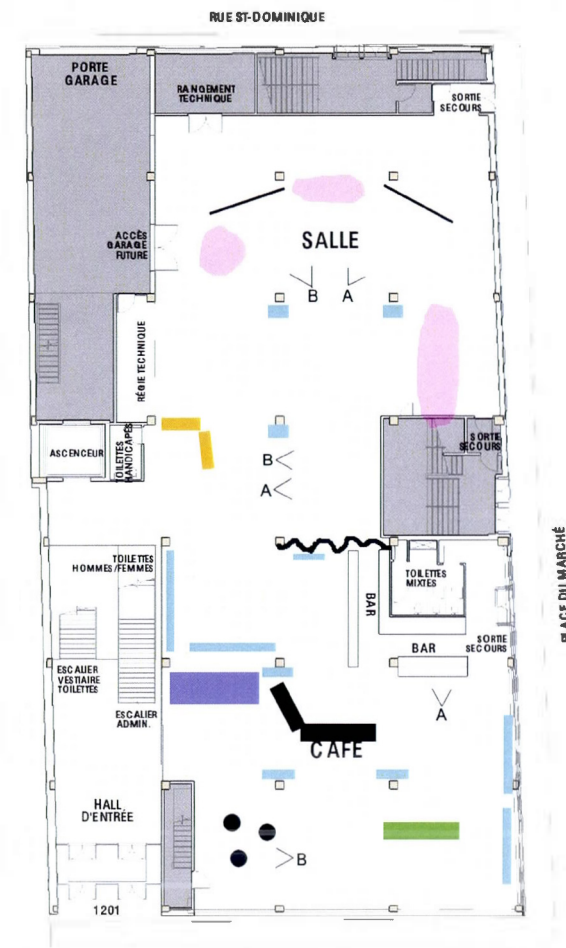 RUE ST-DOMINIQUE
PORTE
GARAGE
RANGEMENT
TECHNIQUE
SORTIE
SECOURS
ACCÈS
GARAGE
FUTURE
SALLE
B
A
RÉGIE TECHNIQUE
ASCENCEUR
TOILETTES
HANDICAPÉS
SORTIE
SECOURS
B
A
TOILETTES
HOMMES/FEMMES
TOILETTES
MIXTES
BAR
BAR
SORTIE
SECOURS
PLACE DU MARCHÉ
ESCALIER
VESTIAIRE
TOILETTES
ESCALIER
ADMIN.
A
CAFÉ
HALL
D'ENTRÉE
B
1201